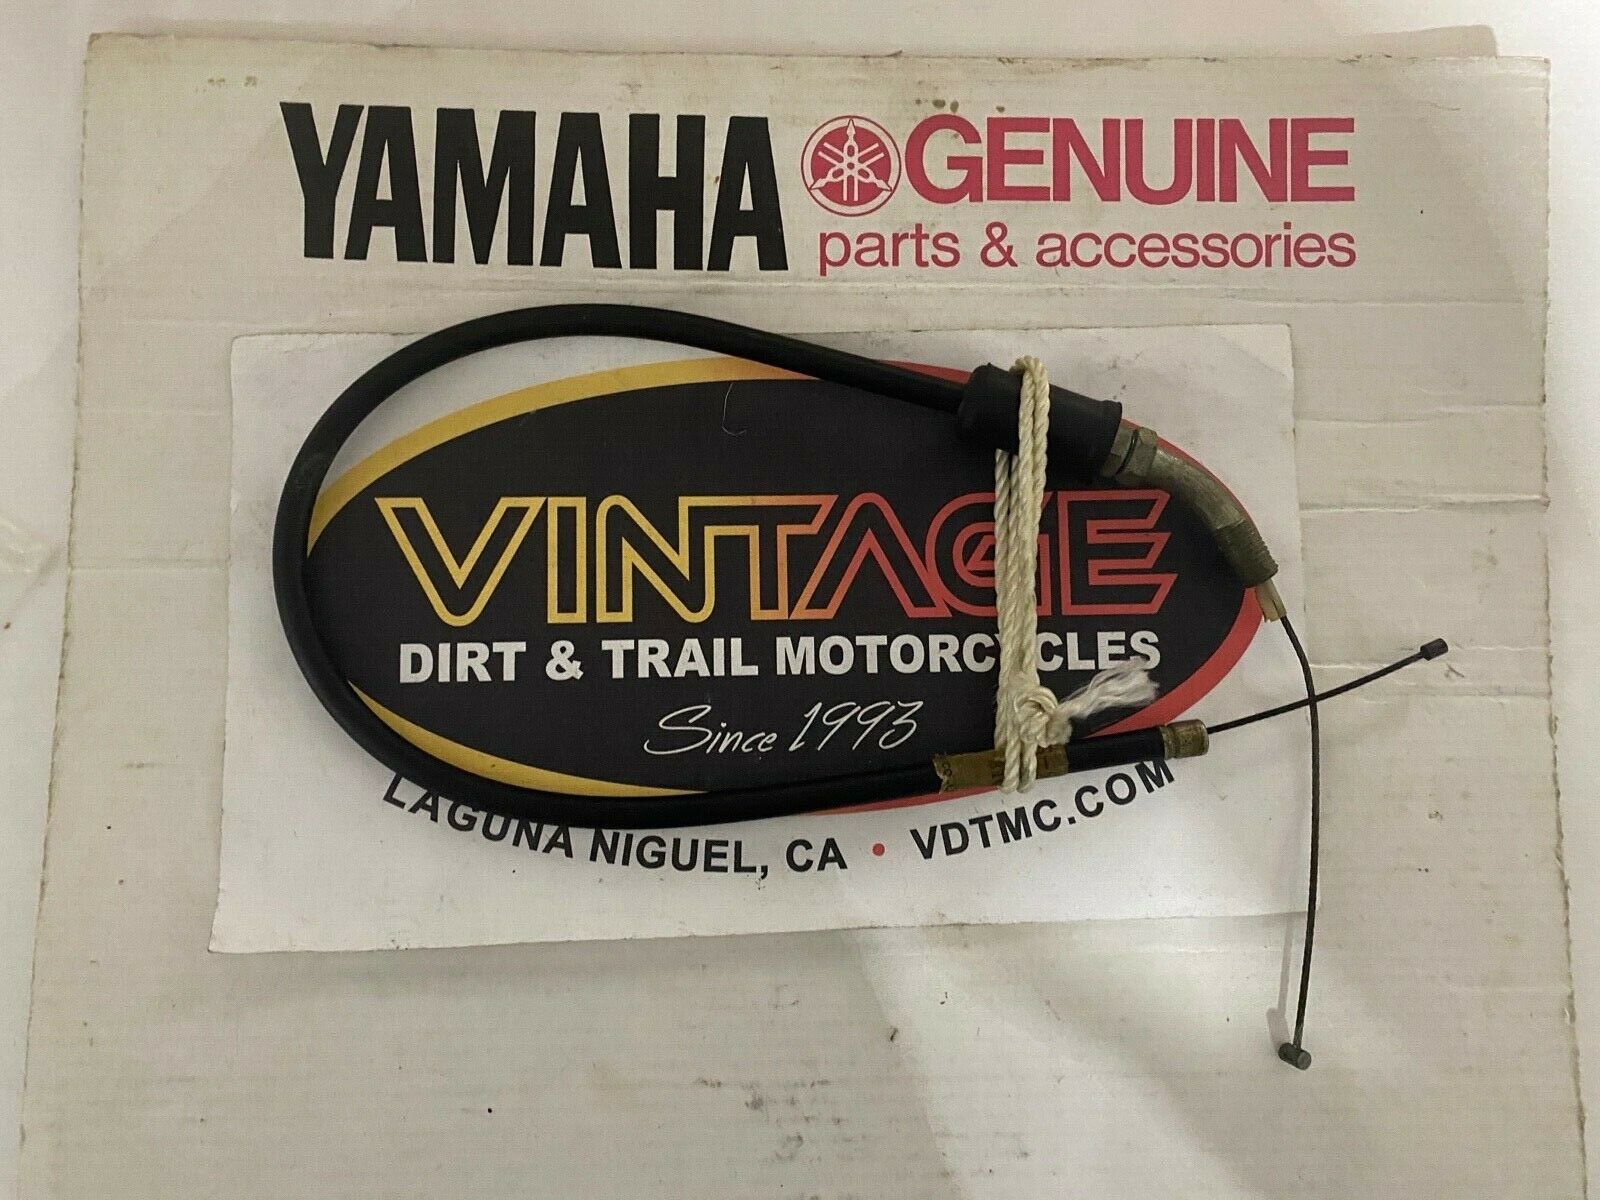 YAMAHA GENUINE
parts & accessories
VINTAGE
DIRT & TRAIL MOTORCYCLES
Since 1993
LAGUNA NIGUEL, CA • VDTMC.COM